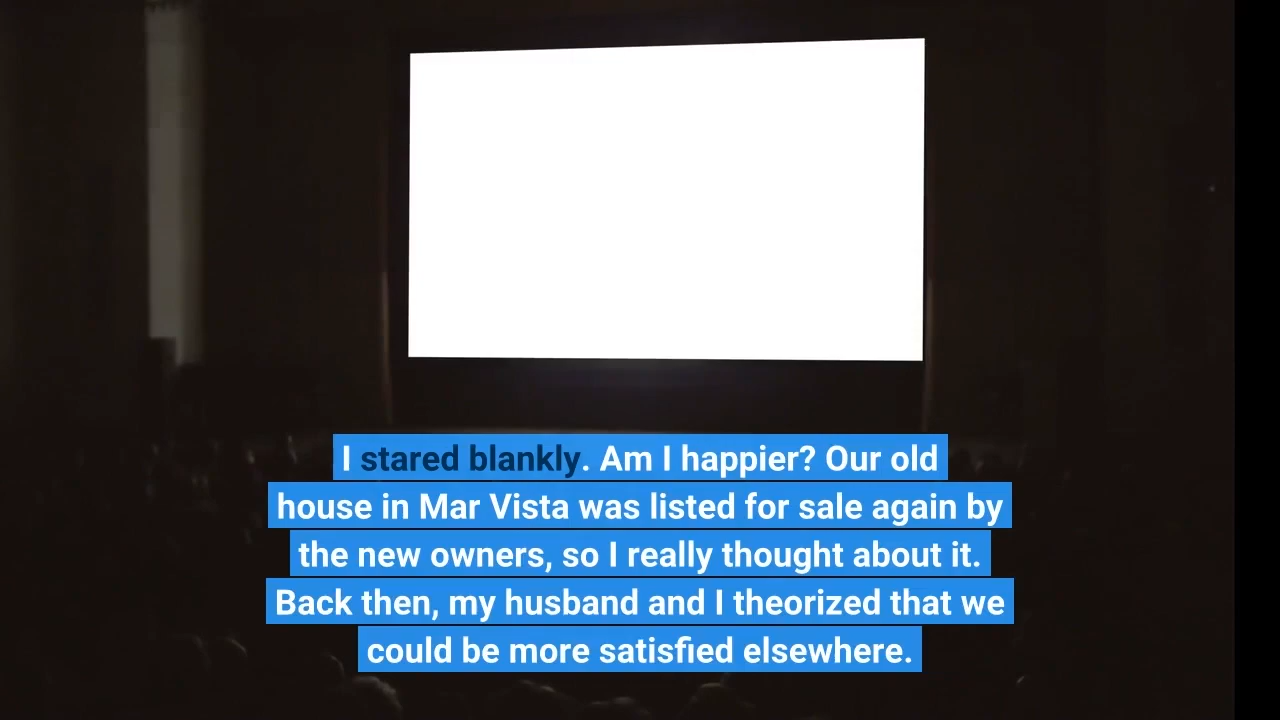 I stared blankly. Am I happier? Our old
house in Mar Vista was listed for sale again by
the new owners, so I really thought about it.
Back then, my husband and I theorized that we
could be more satisfied elsewhere.